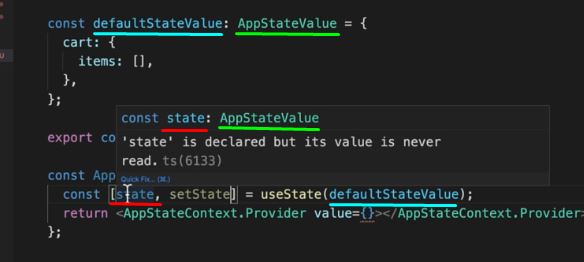 const defaultStateValue: AppStateValue = {
cart: {
items: [],
},
};
const state: AppStateValue
'state' is declared but its value is never
read. ts(6133)
Quick Fix... (⌘.)
export co
const App
const [state, setState] = useState(defaultStateValue);
return <AppStateContext.Provider value={}></AppStateContext.Provider>
};